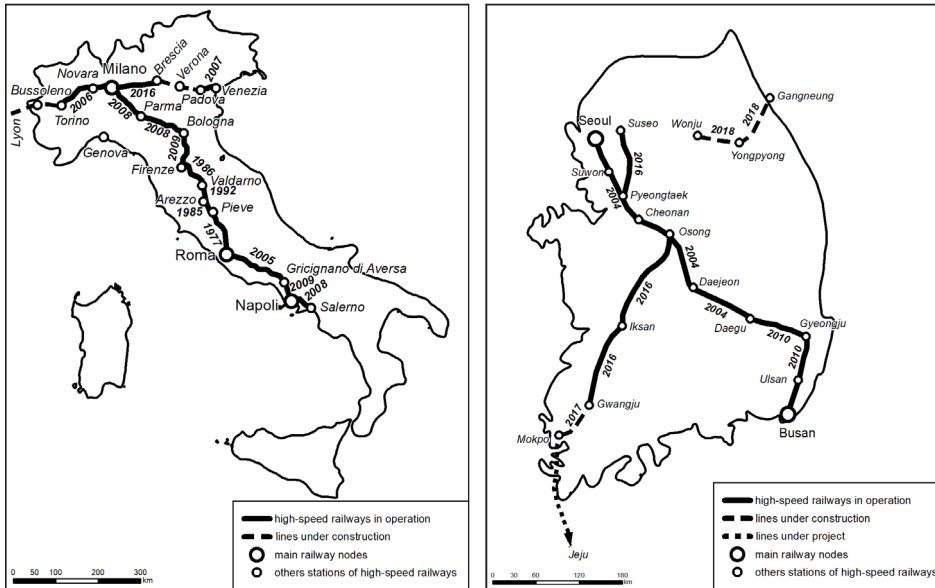 Bussoleno
Novara
Milano
Brescia
Verona
2007
Lyon
2006
2016
Torino
Padova
Venezia
2008
Parma
2008
Bologna
Genova
2009
Firenze
1986
Valdarno
1992
Arezzo
1985
Pieve
1977
Roma
2005
Gricignano di Aversa
2009
2008
Napoli
Salerno
high-speed railways in operation
lines under construction
main railway nodes
others stations of high-speed railways
0 100 200 300
km
Seoul
Suseo
Wonju
2018
2018
Gangneung
Yongpyong
2016
Suwon
2004
Pyeongtaek
Cheonan
Osong
2004
Daejeon
2016
2004
Daegu
2010
Gyeongju
Iksan
2010
2016
Ulsan
Gwangju
2017
Busan
Mokpo
Jeju
high-speed railways in operation
lines under construction
lines under project
main railway nodes
others stations of high-speed railways
0 60 120 180
km